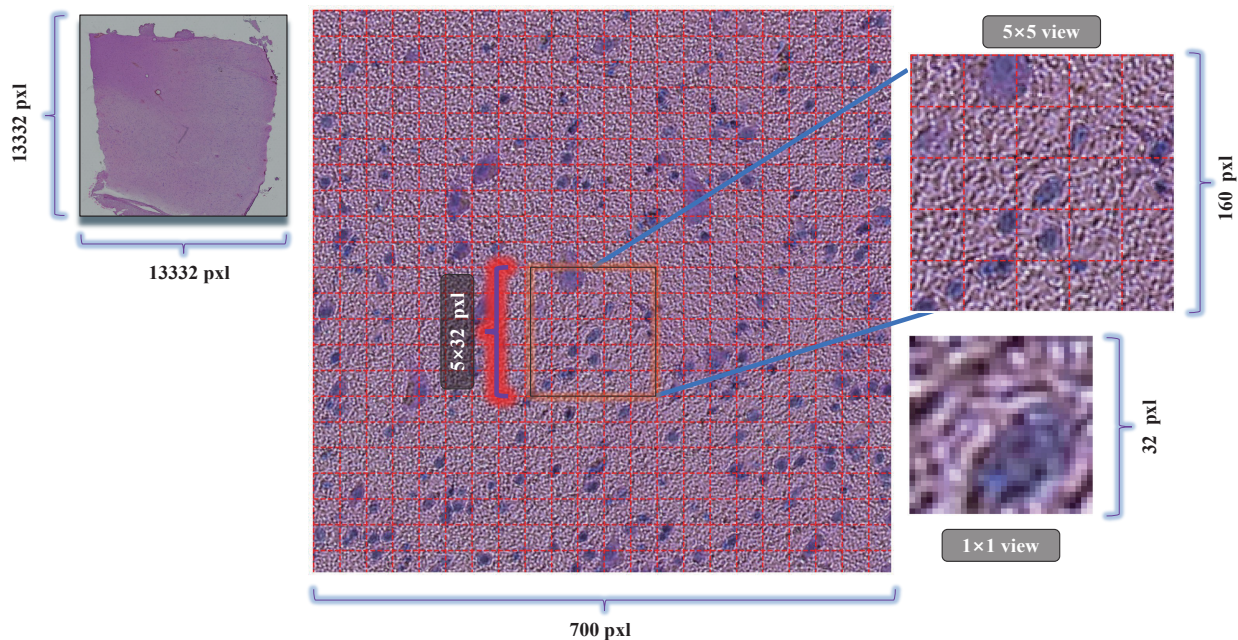 13332 pxl
13332 pxl
5×32 pxl
700 pxl
5×5 view
160 pxl
32 pxl
1×1 view